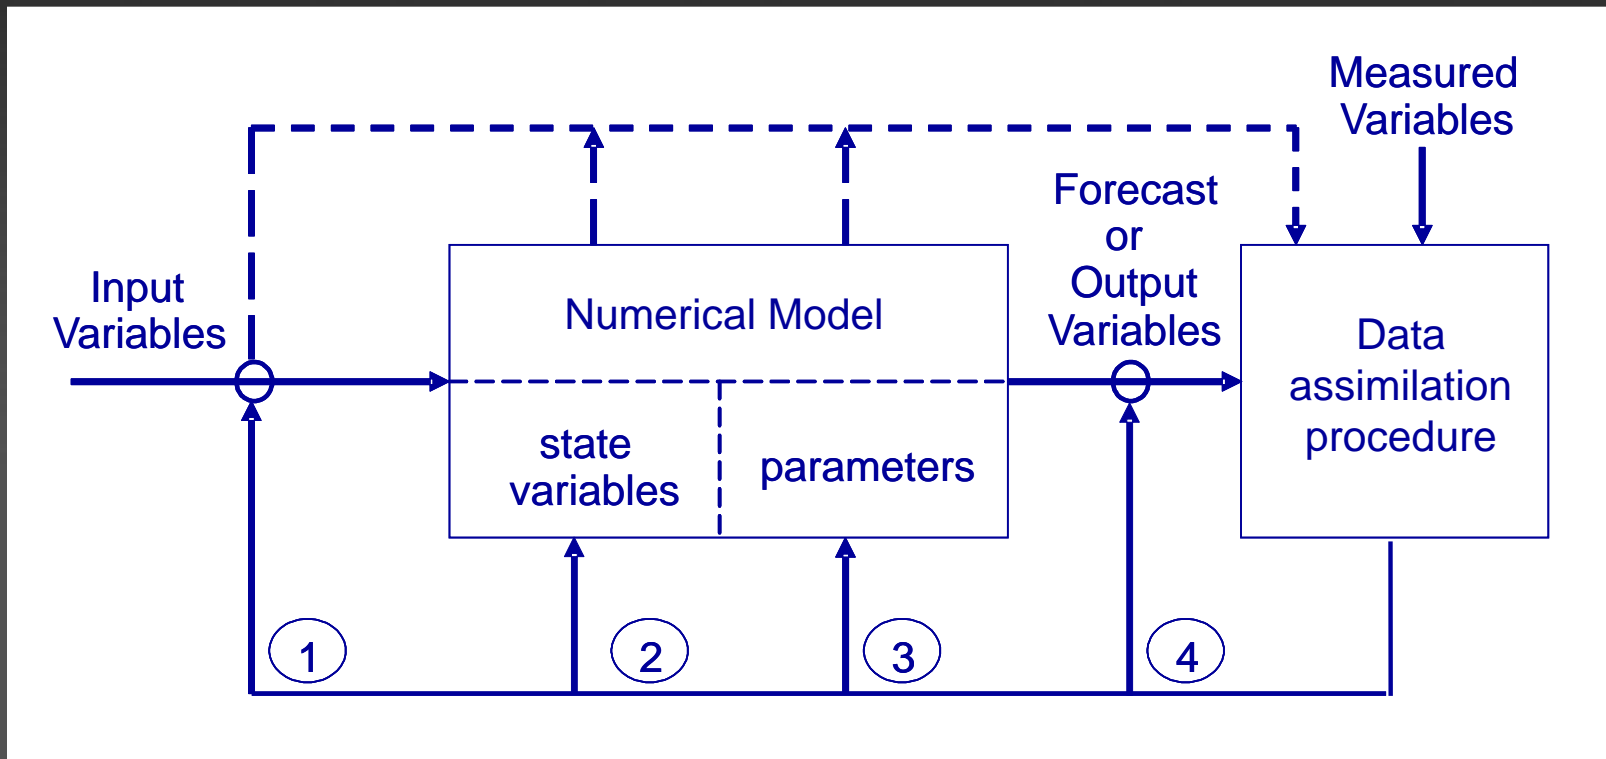 Measured
Variables
Forecast
or
Output
Variables
Input
Variables
Numerical Model
Data
assimilation
procedure
state
variables
parameters
1
2
3
4